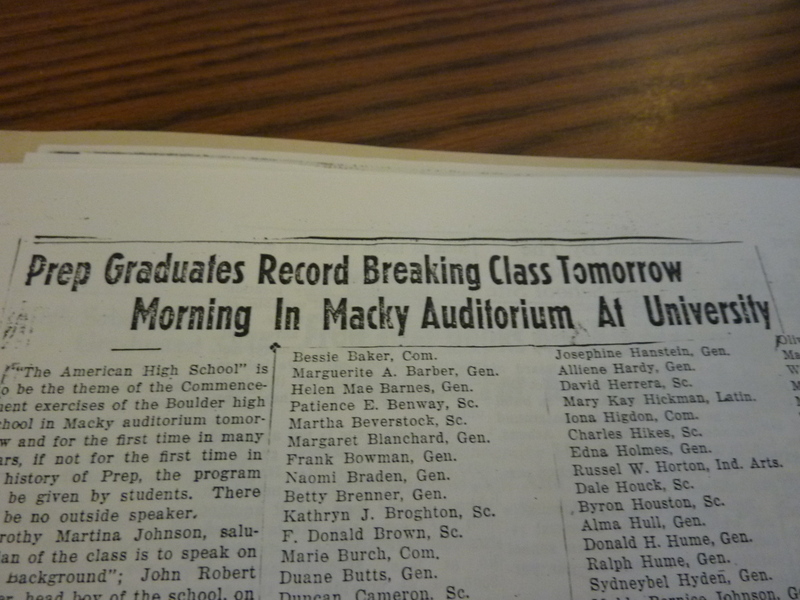 Prep Graduates Record Breaking Class Tomorrow
Morning In Macky Auditorium At University
"The American High School" is
o be the theme of the Commence-
ent exercises of the Boulder high
chool in Macky auditorium tomor-
w and for the first time in many
ars, if not for the first time in
history of Prep, the program
be given by students. There
be no outside speaker.
rothy Martina Johnson, salu-
an of the class is to speak on
Background"; John Robert
er, head boy of the school, on
Bessie Baker, Com.
Marguerite A. Barber, Gen.
Helen Mae Barnes, Gen.
Patience E. Benway, Sc.
Martha Beverstock, Sc.
Margaret Blanchard, Gen.
Frank Bowman, Gen.
Naomi Braden, Gen.
Betty Brenner, Gen.
Kathryn J. Broghton, Sc.
F. Donald Brown, Sc.
Marie Burch, Com.
Duane Butts, Gen.
Duncan Cameron, Sc.
Josephine Hanstein, Gen.
Alliene Hardy, Gen.
David Herrera, Sc.
Mary Kay Hickman, Latin.
Iona Higdon, Com.
Charles Hikes, Sc.
Edna Holmes, Gen.
Russel W. Horton, Ind. Arts.
Dale Houck, Sc.
Byron Houston, Sc.
Alma Hull, Gen.
Donald H. Hume, Gen.
Ralph Hume, Gen.
Sydneybel Hyden, Gen.
Johnson, G